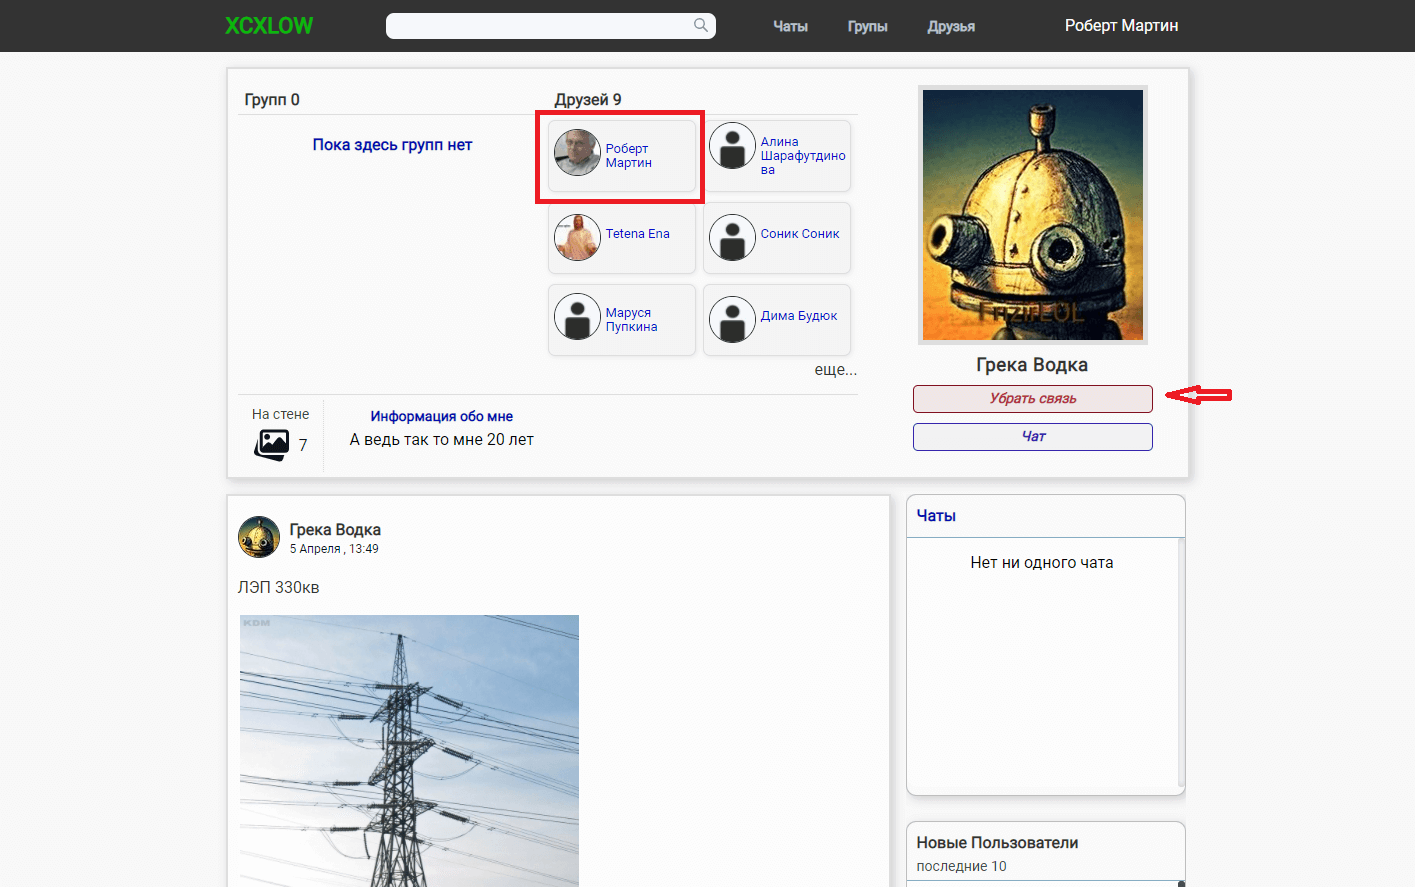 XCXLOW
Чаты
Групы
Друзья
Роберт Мартин
Групп 0
Друзей 9
Пока здесь групп нет
Роберт
Мартин
Алина
Шарафутдино
ва
Tetena Ena
Соник Соник
Маруся
Пупкина
Дима Будюк
еще...
На стене
7
Информация обо мне
А ведь так то мне 20 лет
Грека Водка
Убрать связь
Чат
Грека Водка
5 Апреля , 13:49
ЛЭП 330кв
KDM
Чаты
Нет ни одного чата
Новые Пользователи
последние 10